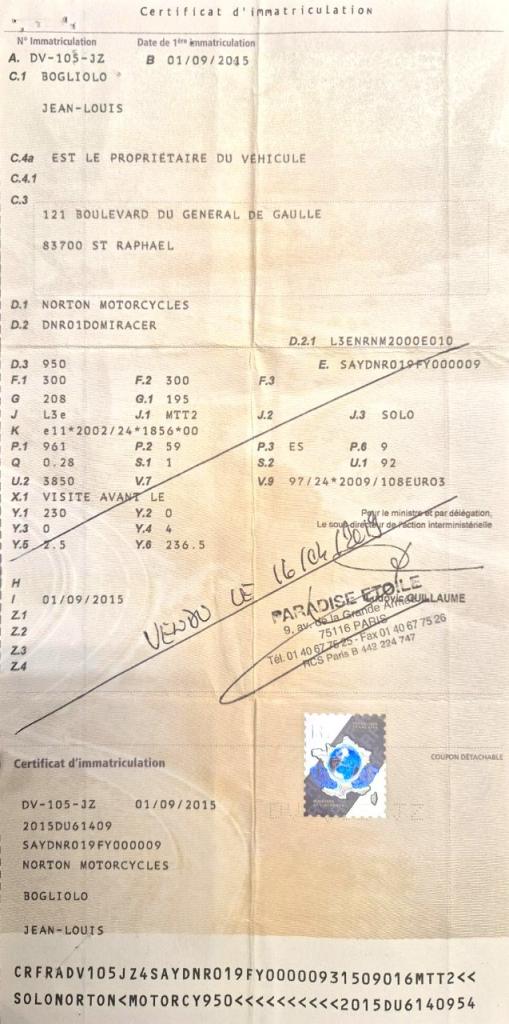 Certificat d'immatriculation
N° Immatriculation Date de 1ère immatriculation
A. DV-105-JZ B 01/09/2015
C.1 BOGLIOLO
JEAN-LOUIS
C.4a EST LE PROPRIÉTAIRE DU VÉHICULE
C.4.1
C.3
121 BOULEVARD DU GENERAL DE GAULLE
83700 ST RAPHAEL
D.1 NORTON MOTORCYCLES
D.2 DNR01DOMIRACER
D.2.1 L3ENRNM2000E010
D.3 950 E. SAYDNR019FY000009
F.1 300 F.2 300 F.3
G 208 G.1 195
J L3e J.1 MTT2 J.2 J.3 SOLO
K e11*2002/24*1856*00
P.1 961 P.2 59 P.3 ES P.6 9
Q 0.28 S.1 1 S.2 U.1 92
U.2 3850 V.7 V.9 97/24*2009/108EURO3
X.1 VISITE AVANT LE
Y.1 230 Y.2 0
Pour le ministre et par délégation,
Le sous-directeur de l'action interministérielle
Y.3 0 Y.4 4
Y.5 2.5 Y.6 236.5
VENDU LE 16/04/2019
H
I 01/09/2015
Z.1
Z.2
Z.3
Z.4
GUILLAUME
PARADISE ETOILE
9, av. de la Grande Armée
75116 PARIS
Tél. 01 40 67 75 25 - Fax 01 40 67 75 26
RCS Paris B 442 224 747
Certificat d'immatriculation
COUPON DÉTACHABLE
DV-105-JZ 01/09/2015
2015DU61409
SAYDNR019FY000009
NORTON MOTORCYCLES
BOGLIOLO
JEAN-LOUIS
CRFRADV105JZ4SAYDNR019FY00000931509016MTT2<<
SOLONORTON<MOTORCY950<<<<<<<<<<2015DU6140954